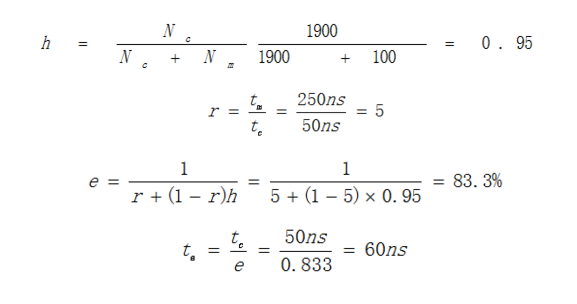 h = N_c / (N_c + N_m) 1900 / (1900 + 100) = 0.95
r = t_m / t_c = 250ns / 50ns = 5
e = 1 / (r + (1 − r)h) = 1 / (5 + (1 − 5) × 0.95) = 83.3%
t_a = t_c / e = 50ns / 0.833 = 60ns